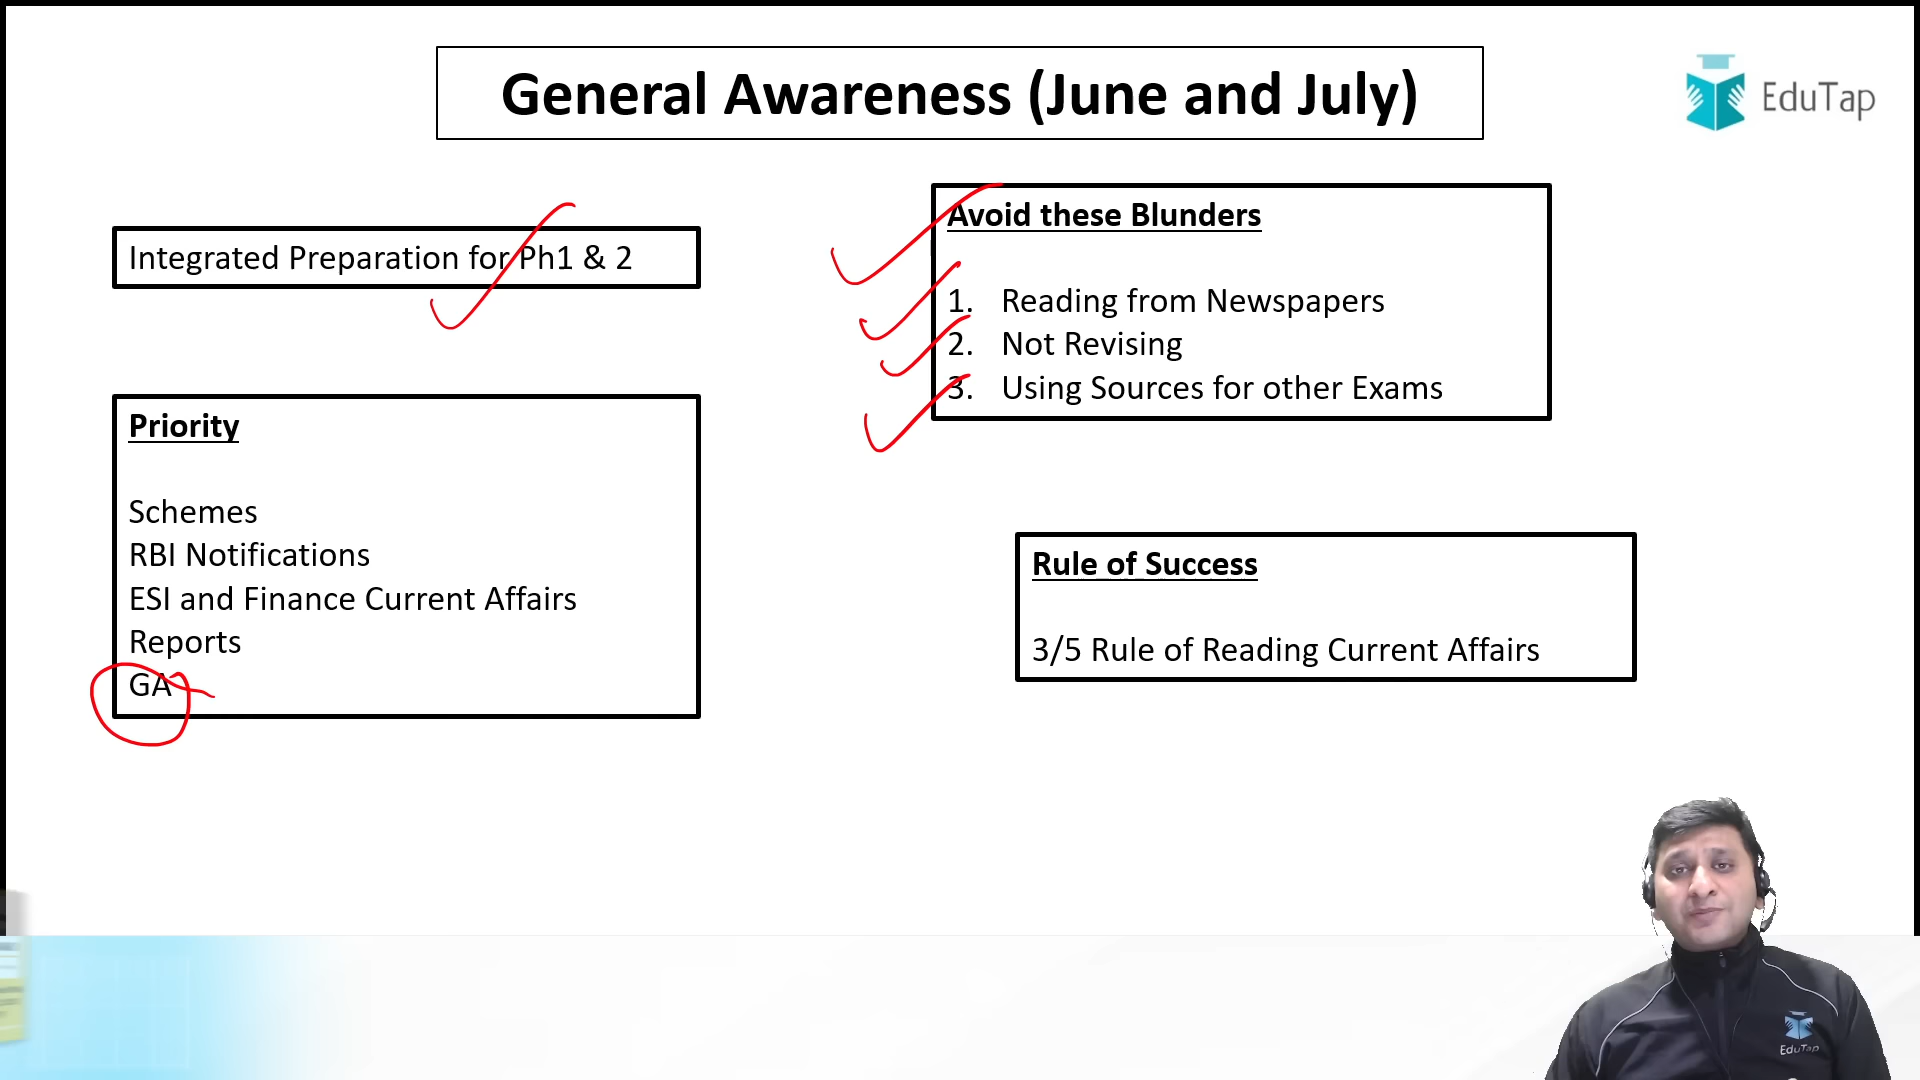 General Awareness (June and July)
EduTap
Integrated Preparation for Ph1 & 2
Avoid these Blunders
1. Reading from Newspapers
2. Not Revising
3. Using Sources for other Exams
Priority
Schemes
RBI Notifications
ESI and Finance Current Affairs
Reports
GA
Rule of Success
3/5 Rule of Reading Current Affairs
EduTap